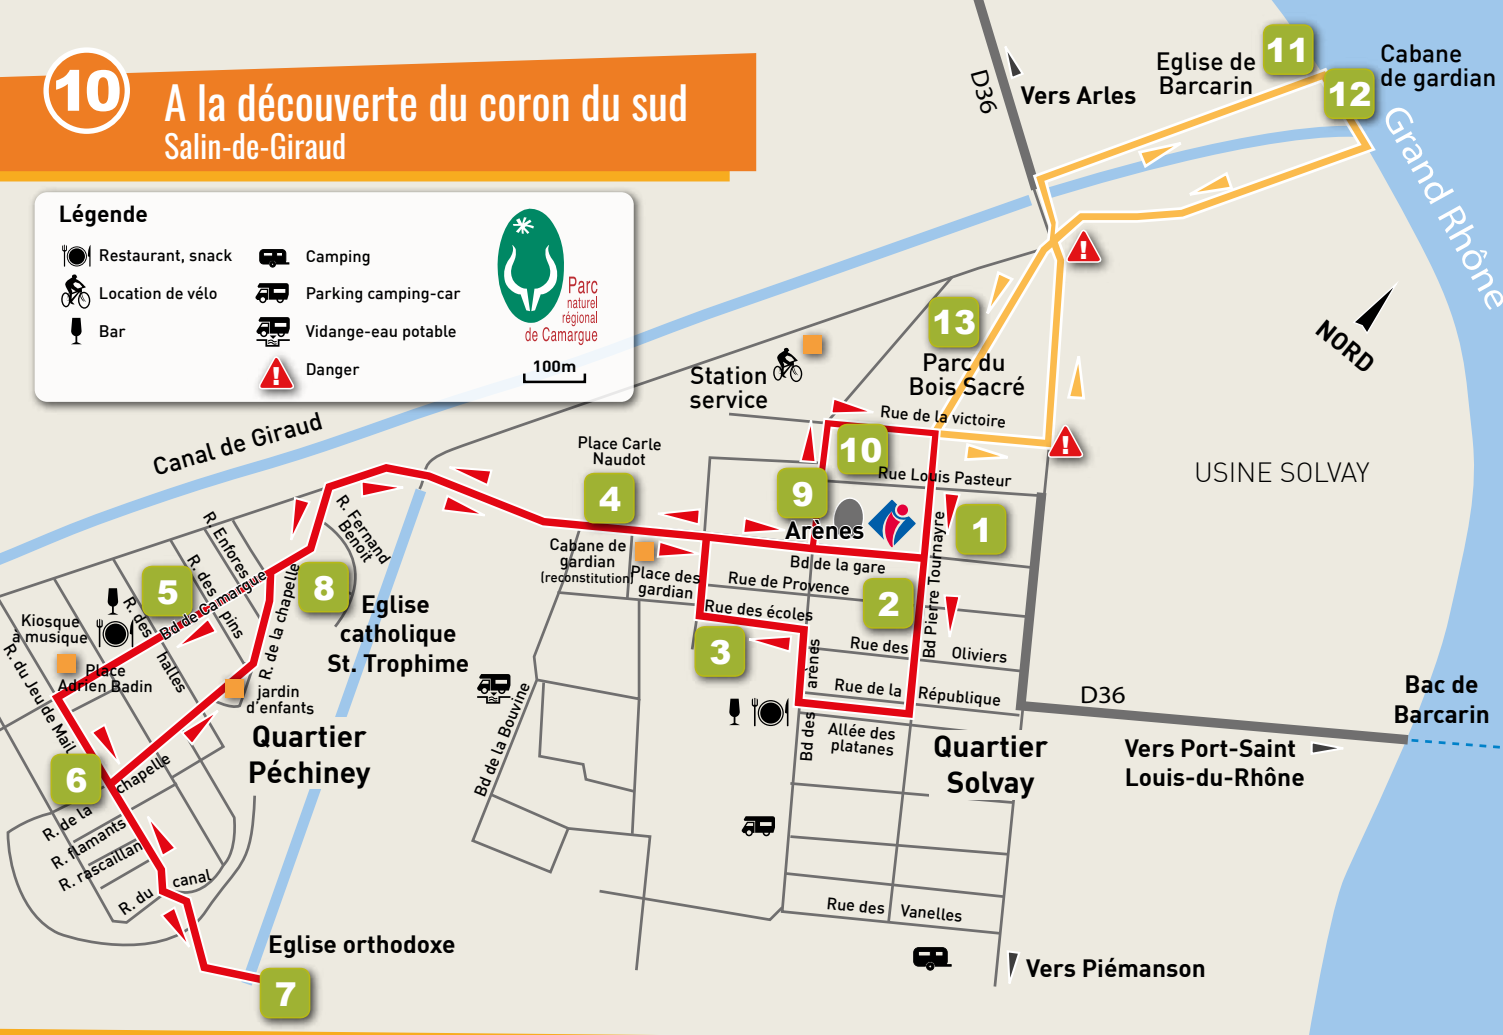 10
A la découverte du coron du sud
Salin-de-Giraud
Légende
Restaurant, snack
Location de vélo
Bar
Camping
Parking camping-car
Vidange-eau potable
Danger
Parc
naturel
régional
de Camargue
100m
D36
Vers Arles
Eglise de
Barcarin
11
12
Cabane
de gardian
Grand Rhône
NORD
13
Parc du
Bois Sacré
Station
service
Canal de Giraud
Rue de la victoire
10
Rue Louis Pasteur
USINE SOLVAY
Place Carle
Naudot
4
9
Arènes
1
Bd Pierre Tournayre
Bd de la gare
Cabane de
gardian
(reconstitution)
Place des
gardian
Rue de Provence
2
Rue des écoles
3
Rue des
Oliviers
Rue de la
République
Bd des
arènes
Allée des
platanes
Quartier
Solvay
D36
Bac de
Barcarin
Vers Port-Saint
Louis-du-Rhône
R. Fernand
Benoit
R. Enfores
R. des
pins
5
Bd de Camargue
R. des
halles
R. de la chapelle
8
Eglise
catholique
St. Trophime
Kiosque
à musique
R. du Jeu de Mail
Place
Adrien Badin
jardin
d'enfants
Quartier
Péchiney
Bd de la Bouvine
6
R. de la
chapelle
R. flamants
R. rascaillan
R. du
canal
Eglise orthodoxe
7
Rue des
Vanelles
Vers Piémanson